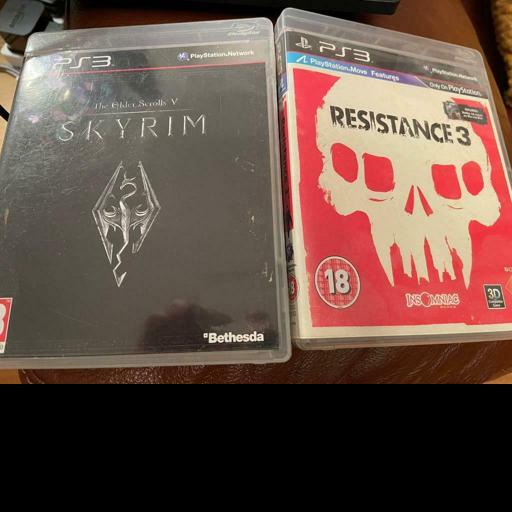 PS3
PlayStation Network
The Elder Scrolls V
SKYRIM
Bethesda
PS3
PlayStation Network
PlayStation Move Features
Only On PlayStation
RESISTANCE 3
18
INSOMNIAC
3D